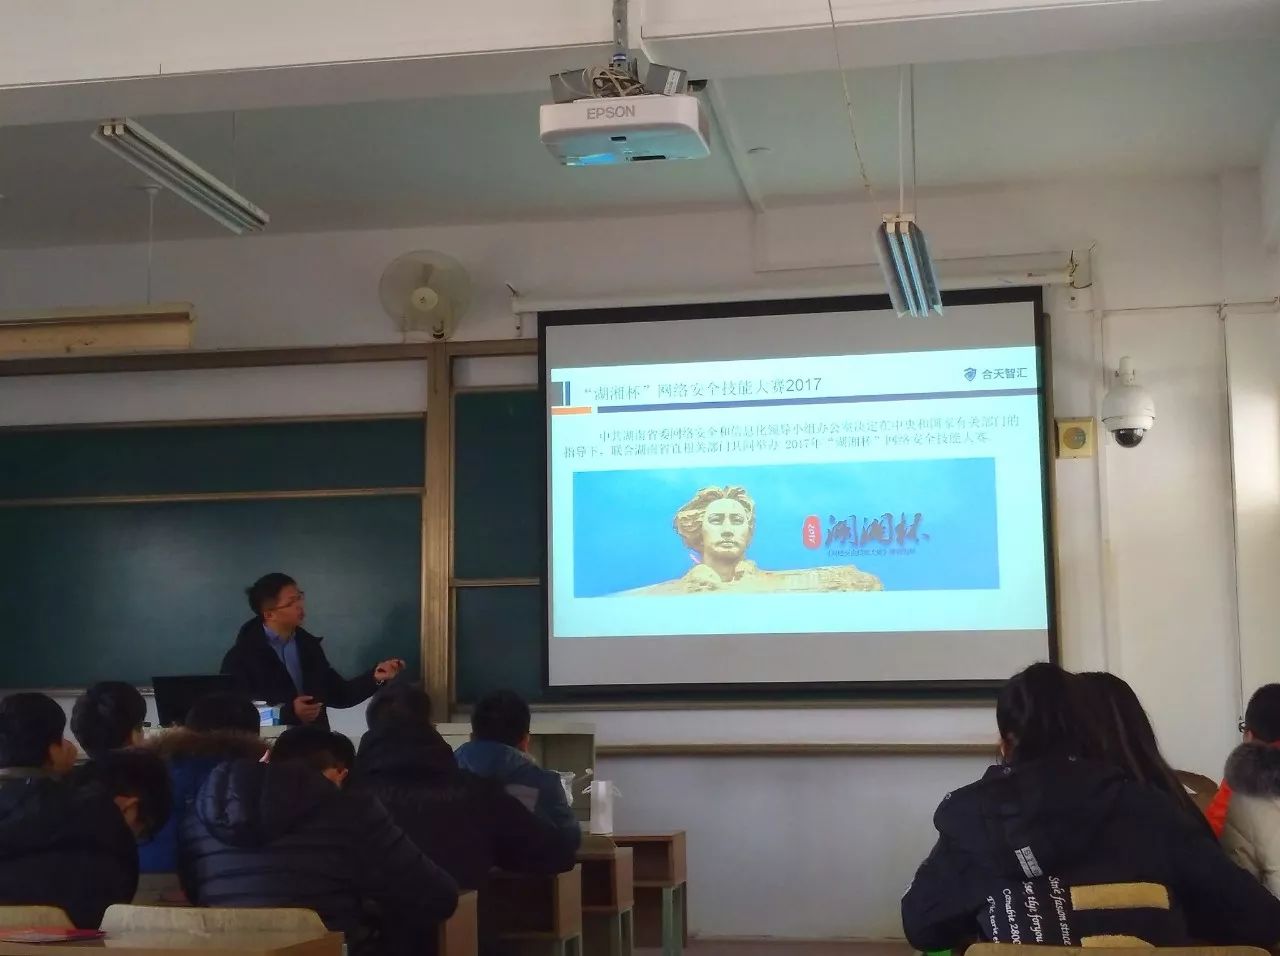 EPSON
“湖湘杯”网络安全技能大赛2017
合天智汇
中共湖南省委网络安全和信息化领导小组办公室决定在中央和国家有关部门的
指导下，联合湖南省直相关部门共同举办 2017年“湖湘杯”网络安全技能大赛
2017
湖湘杯